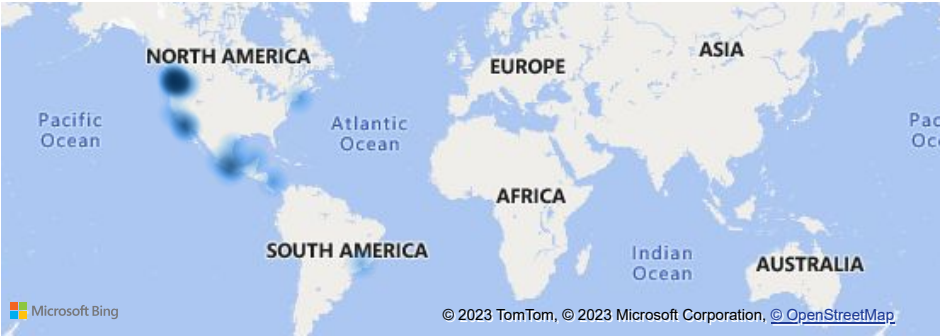 NORTH AMERICA
EUROPE
ASIA
Pacific
Ocean
Atlantic
Ocean
Pac
Oc
AFRICA
SOUTH AMERICA
Indian
Ocean
AUSTRALIA
Microsoft Bing
© 2023 TomTom, © 2023 Microsoft Corporation, © OpenStreetMap